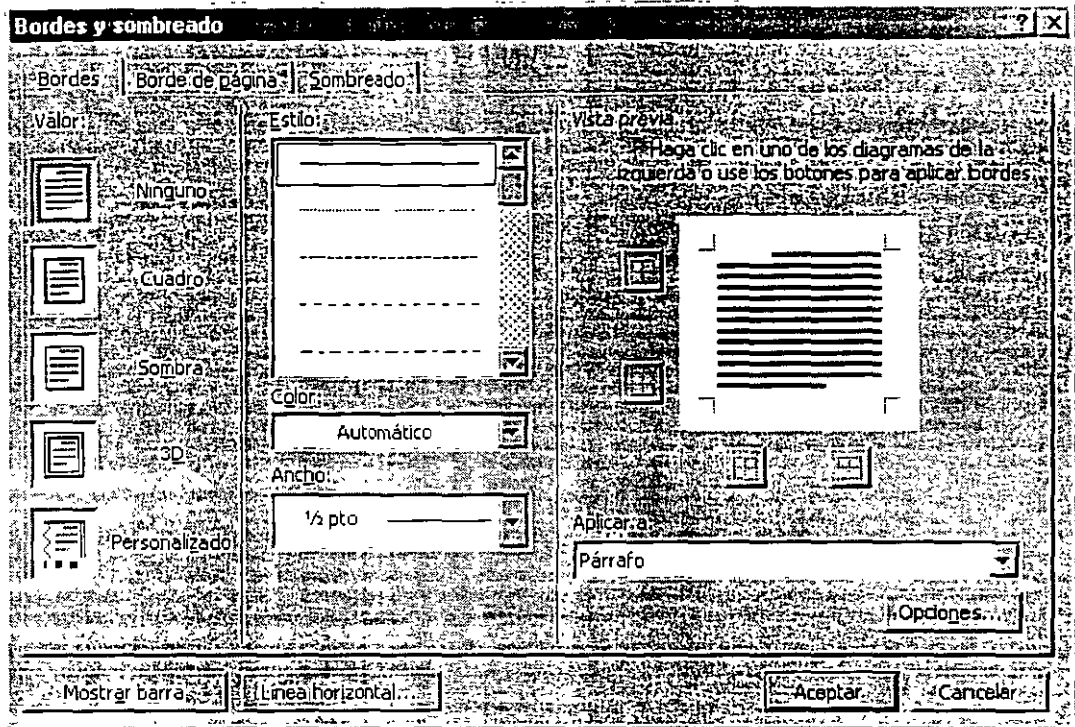 Bordes y sombreado
Bordes
Borde de página
Sombreado
Valor:
Ninguno
Cuadro
Sombra
3D
Personalizado
Estilo:
Color:
Automático
Ancho:
½ pto
Vista previa
Haga clic en uno de los diagramas de la
izquierda o use los botones para aplicar bordes
Aplicar a:
Párrafo
Opciones...
Mostrar barra
Línea horizontal...
Aceptar
Cancelar